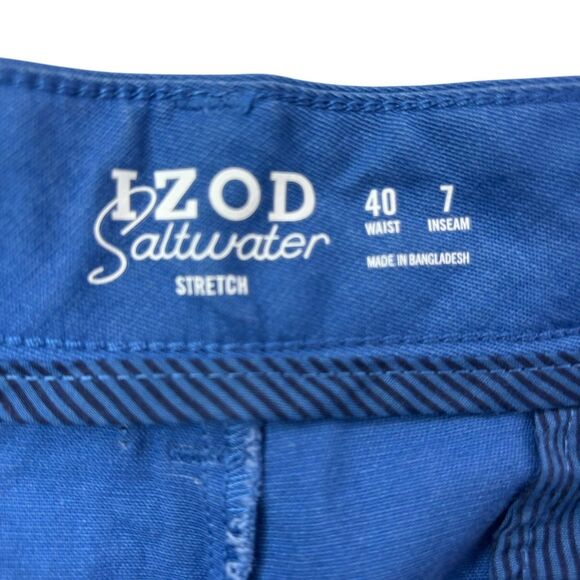 IZOD
Saltwater
STRETCH
40 7
WAIST INSEAM
MADE IN BANGLADESH